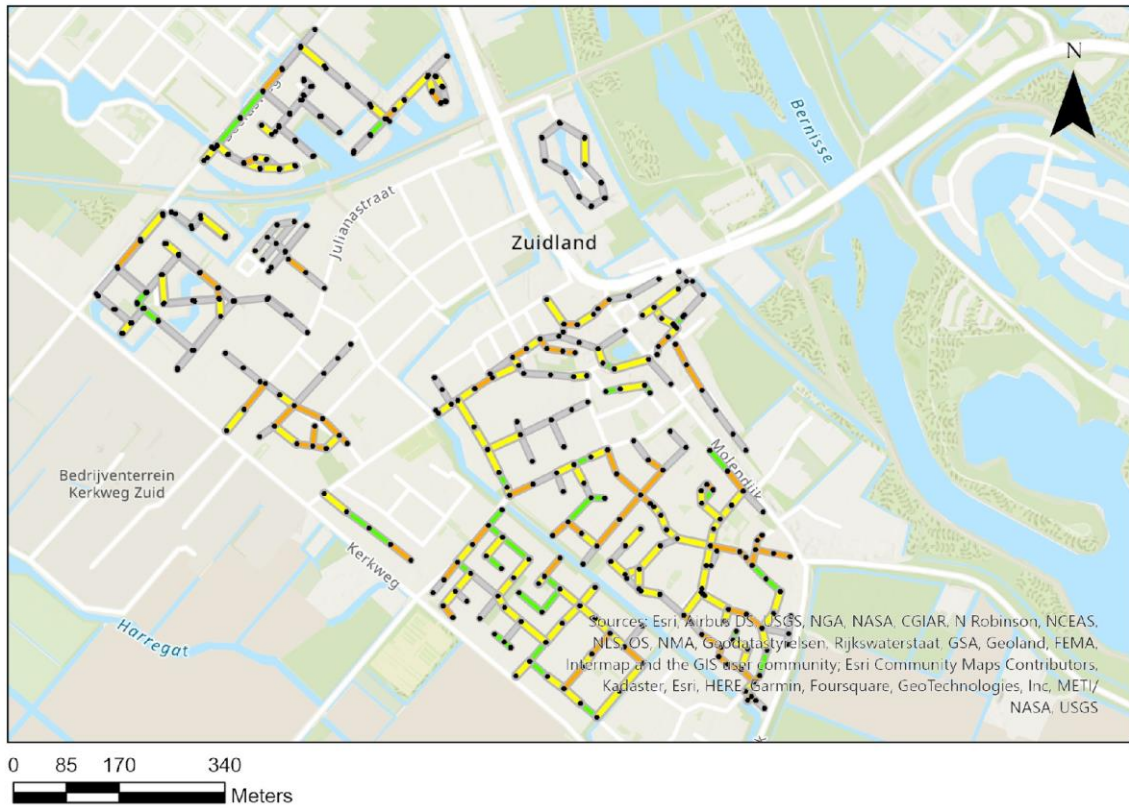 N
Bernisse
Julianastraat
Zuidland
Molendijk
Bedrijventerrein
Kerkweg Zuid
Kerkweg
Harregat
Sources: Esri, Airbus DS, USGS, NGA, NASA, CGIAR, N Robinson, NCEAS,
NLS, OS, NMA, Geodatastyrelsen, Rijkswaterstaat, GSA, Geoland, FEMA,
Intermap and the GIS user community; Esri Community Maps Contributors,
Kadaster, Esri, HERE, Garmin, Foursquare, GeoTechnologies, Inc, METI/
NASA, USGS
0 85 170 340
Meters